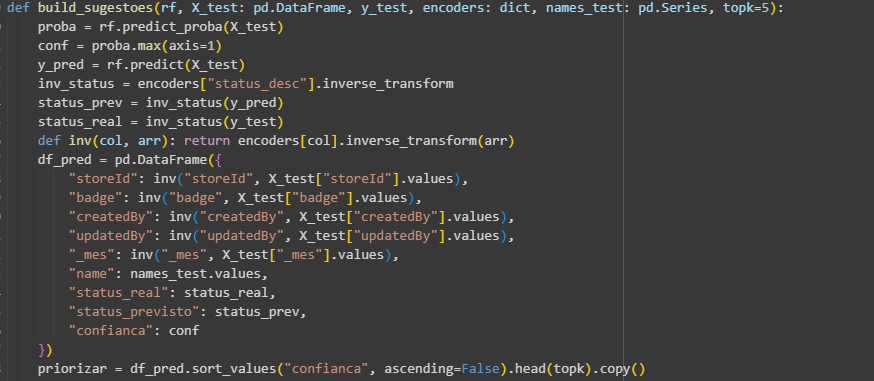 def build_sugestoes(rf, X_test: pd.DataFrame, y_test, encoders: dict, names_test: pd.Series, topk=5):
    proba = rf.predict_proba(X_test)
    conf = proba.max(axis=1)
    y_pred = rf.predict(X_test)
    inv_status = encoders["status_desc"].inverse_transform
    status_prev = inv_status(y_pred)
    status_real = inv_status(y_test)
    def inv(col, arr): return encoders[col].inverse_transform(arr)
    df_pred = pd.DataFrame({
        "storeId": inv("storeId", X_test["storeId"].values),
        "badge": inv("badge", X_test["badge"].values),
        "createdBy": inv("createdBy", X_test["createdBy"].values),
        "updatedBy": inv("updatedBy", X_test["updatedBy"].values),
        "_mes": inv("_mes", X_test["_mes"].values),
        "name": names_test.values,
        "status_real": status_real,
        "status_previsto": status_prev,
        "confianca": conf
    })
    priorizar = df_pred.sort_values("confianca", ascending=False).head(topk).copy()